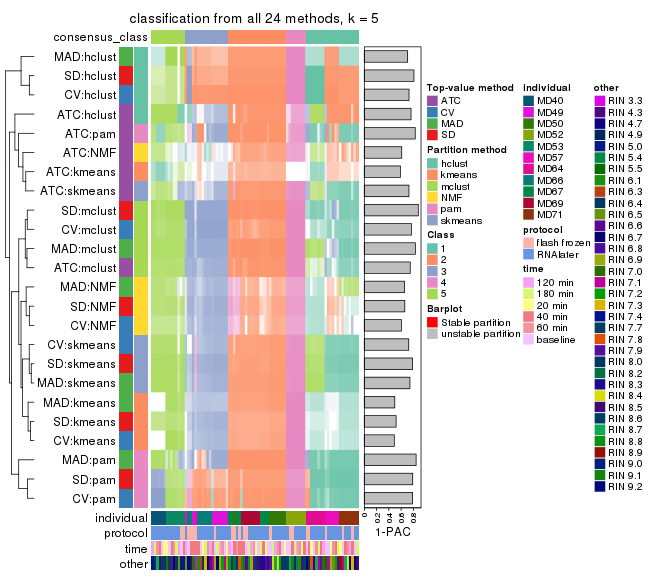 classification from all 24 methods, k = 5
consensus_class
MAD:hclust
SD:hclust
CV:hclust
ATC:hclust
ATC:pam
ATC:NMF
ATC:kmeans
ATC:skmeans
SD:mclust
CV:mclust
MAD:mclust
ATC:mclust
MAD:NMF
SD:NMF
CV:NMF
CV:skmeans
SD:skmeans
MAD:skmeans
MAD:kmeans
SD:kmeans
CV:kmeans
MAD:pam
SD:pam
CV:pam
individual
protocol
time
other
0
0.2
0.4
0.6
0.8
1-PAC
Top-value method
ATC
CV
MAD
SD
Partition method
hclust
kmeans
mclust
NMF
pam
skmeans
Class
1
2
3
4
5
Barplot
Stable partition
unstable partition
individual
MD40
MD49
MD50
MD52
MD53
MD57
MD64
MD66
MD67
MD69
MD71
protocol
flash frozen
RNAlater
time
120 min
180 min
20 min
40 min
60 min
baseline
other
RIN 3.3
RIN 4.3
RIN 4.7
RIN 4.9
RIN 5.0
RIN 5.4
RIN 5.5
RIN 6.1
RIN 6.3
RIN 6.4
RIN 6.5
RIN 6.6
RIN 6.7
RIN 6.8
RIN 6.9
RIN 7.0
RIN 7.1
RIN 7.2
RIN 7.3
RIN 7.4
RIN 7.7
RIN 7.8
RIN 7.9
RIN 8.0
RIN 8.2
RIN 8.3
RIN 8.4
RIN 8.5
RIN 8.6
RIN 8.7
RIN 8.8
RIN 8.9
RIN 9.0
RIN 9.1
RIN 9.2